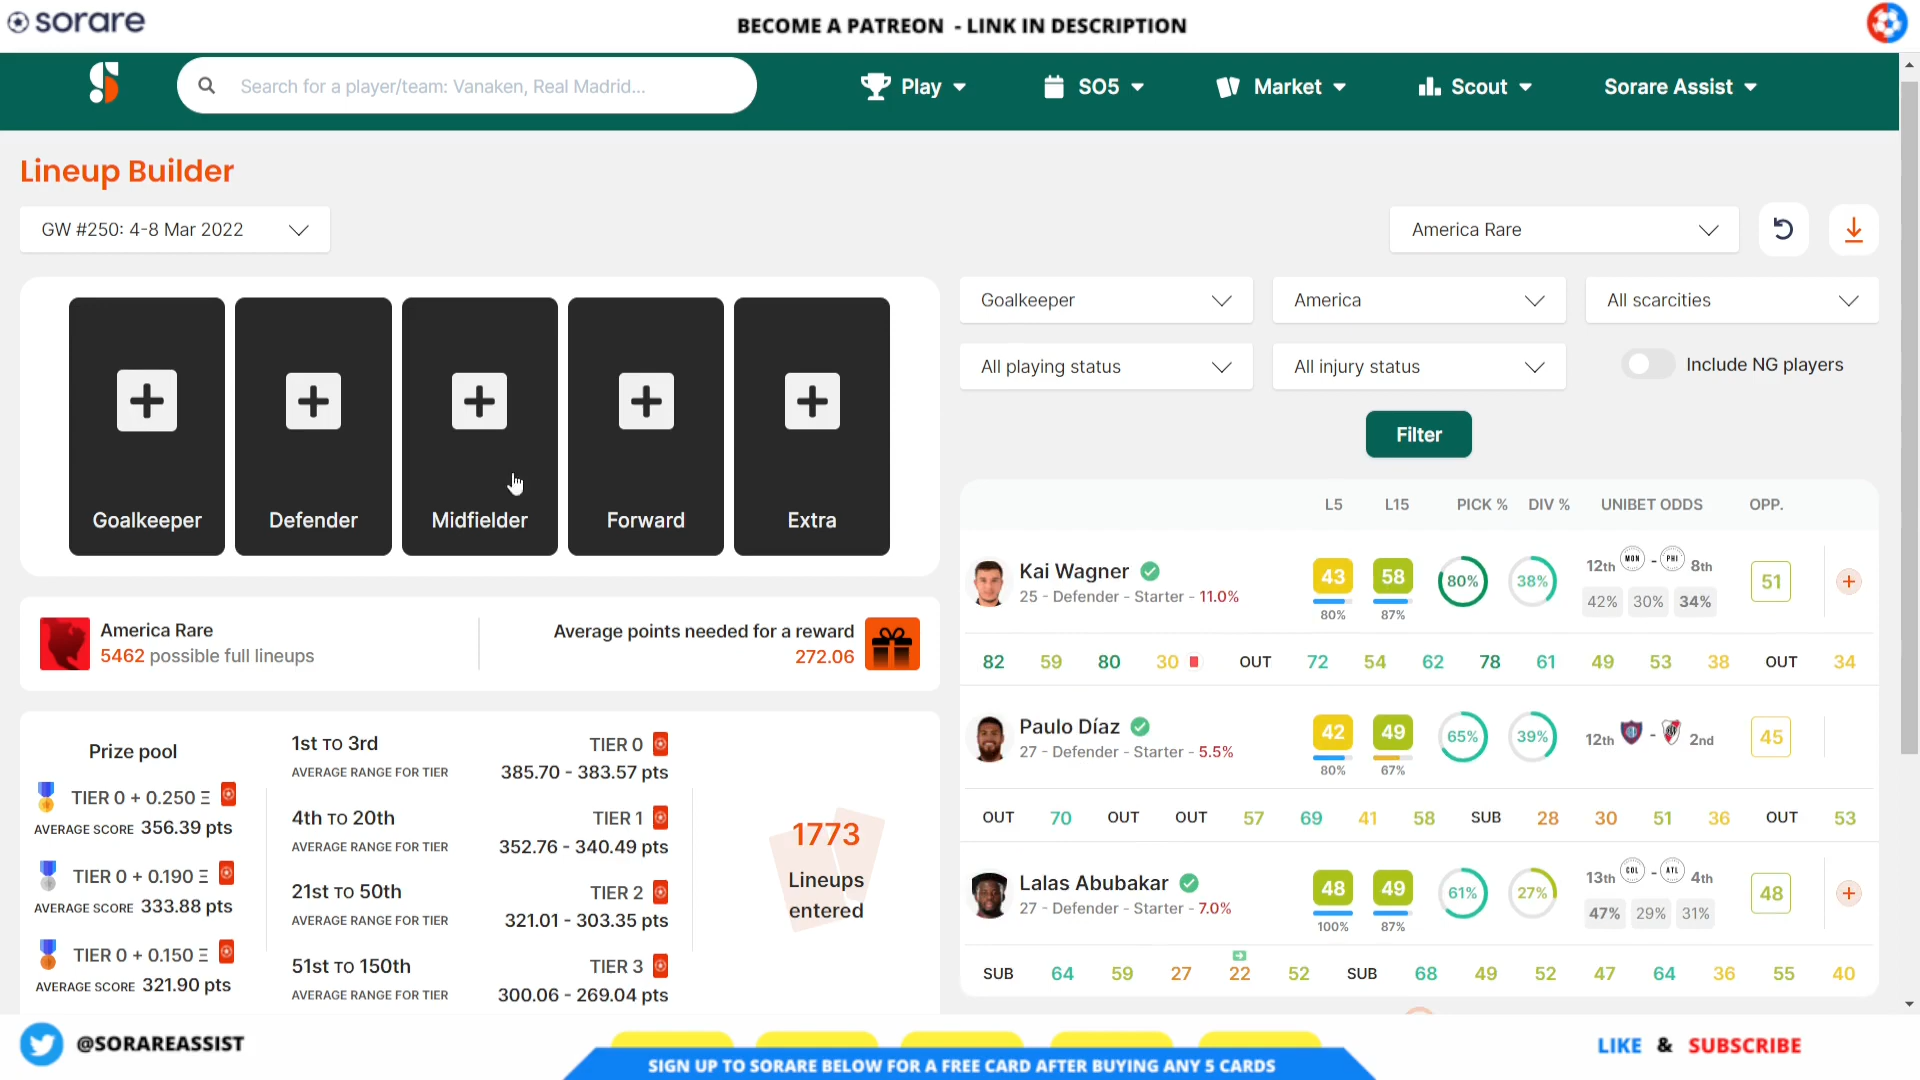 sorare
BECOME A PATREON - LINK IN DESCRIPTION
Search for a player/team: Vanaken, Real Madrid...
Play
SO5
Market
Scout
Sorare Assist
Lineup Builder
GW #250: 4-8 Mar 2022
America Rare
Goalkeeper
Defender
Midfielder
Forward
Extra
America Rare
5462 possible full lineups
Average points needed for a reward
272.06
Prize pool
TIER 0 + 0.250 Ξ
AVERAGE SCORE 356.39 pts
TIER 0 + 0.190 Ξ
AVERAGE SCORE 333.88 pts
TIER 0 + 0.150 Ξ
AVERAGE SCORE 321.90 pts
1st TO 3rd TIER 0
AVERAGE RANGE FOR TIER 385.70 - 383.57 pts
4th TO 20th TIER 1
AVERAGE RANGE FOR TIER 352.76 - 340.49 pts
21st TO 50th TIER 2
AVERAGE RANGE FOR TIER 321.01 - 303.35 pts
51st TO 150th TIER 3
AVERAGE RANGE FOR TIER 300.06 - 269.04 pts
1773
Lineups
entered
Goalkeeper America All scarcities
All playing status All injury status Include NG players
Filter
L5 L15 PICK % DIV % UNIBET ODDS OPP.
Kai Wagner
25 - Defender - Starter - 11.0%
43 58 80% 38% 12th MON - PHI 8th 51
80% 87% 42% 30% 34%
82 59 80 30 OUT 72 54 62 78 61 49 53 38 OUT 34
Paulo Díaz
27 - Defender - Starter - 5.5%
42 49 65% 39% 12th - 2nd 45
80% 67%
OUT 70 OUT OUT 57 69 41 58 SUB 28 30 51 36 OUT 53
Lalas Abubakar
27 - Defender - Starter - 7.0%
48 49 61% 27% 13th COL - ATL 4th 48
100% 87% 47% 29% 31%
SUB 64 59 27 22 52 SUB 68 49 52 47 64 36 55 40
@SORAREASSIST
SIGN UP TO SORARE BELOW FOR A FREE CARD AFTER BUYING ANY 5 CARDS
LIKE & SUBSCRIBE